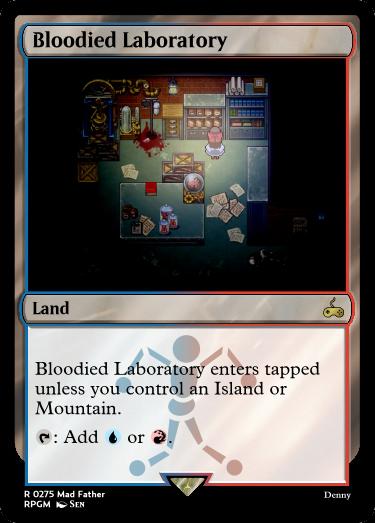 Bloodied Laboratory
Land
Bloodied Laboratory enters tapped
unless you control an Island or
Mountain.
: Add or .
R 0275 Mad Father
RPGM Sen
Denny